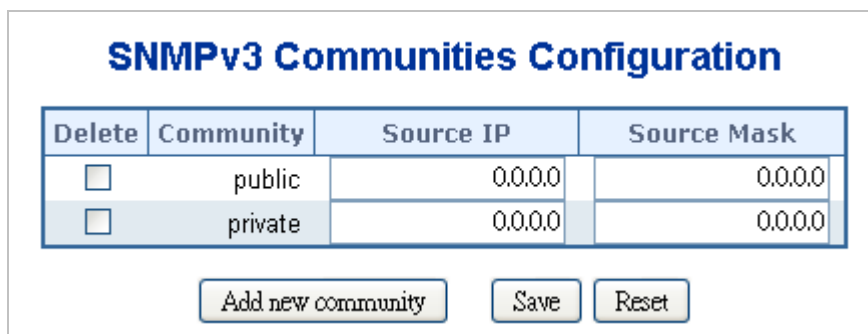 SNMPv3 Communities Configuration
Delete Community Source IP Source Mask
public 0.0.0.0 0.0.0.0
private 0.0.0.0 0.0.0.0
Add new community Save Reset